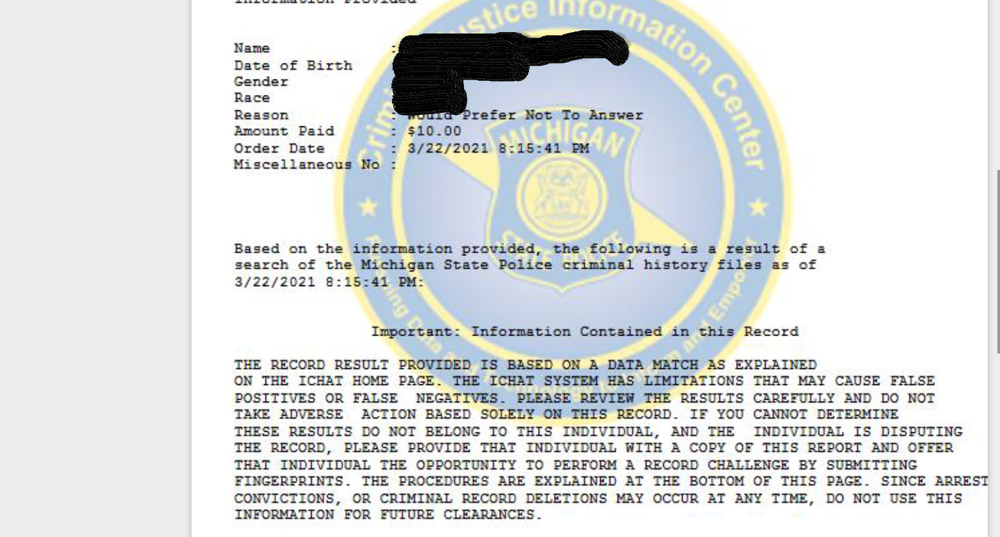 Information Provided
Criminal Justice Information Center
Name :
Date of Birth
Gender
Race
Reason : Would Prefer Not To Answer
Amount Paid : $10.00
Order Date : 3/22/2021 8:15:41 PM
Miscellaneous No :
MICHIGAN
STATE POLICE
Based on the information provided, the following is a result of a
search of the Michigan State Police criminal history files as of
3/22/2021 8:15:41 PM:
Important: Information Contained in this Record
THE RECORD RESULT PROVIDED IS BASED ON A DATA MATCH AS EXPLAINED
ON THE ICHAT HOME PAGE. THE ICHAT SYSTEM HAS LIMITATIONS THAT MAY CAUSE FALSE
POSITIVES OR FALSE NEGATIVES. PLEASE REVIEW THE RESULTS CAREFULLY AND DO NOT
TAKE ADVERSE ACTION BASED SOLELY ON THIS RECORD. IF YOU CANNOT DETERMINE
THESE RESULTS DO NOT BELONG TO THIS INDIVIDUAL, AND THE INDIVIDUAL IS DISPUTING
THE RECORD, PLEASE PROVIDE THAT INDIVIDUAL WITH A COPY OF THIS REPORT AND OFFER
THAT INDIVIDUAL THE OPPORTUNITY TO PERFORM A RECORD CHALLENGE BY SUBMITTING
FINGERPRINTS. THE PROCEDURES ARE EXPLAINED AT THE BOTTOM OF THIS PAGE. SINCE ARREST
CONVICTIONS, OR CRIMINAL RECORD DELETIONS MAY OCCUR AT ANY TIME, DO NOT USE THIS
INFORMATION FOR FUTURE CLEARANCES.